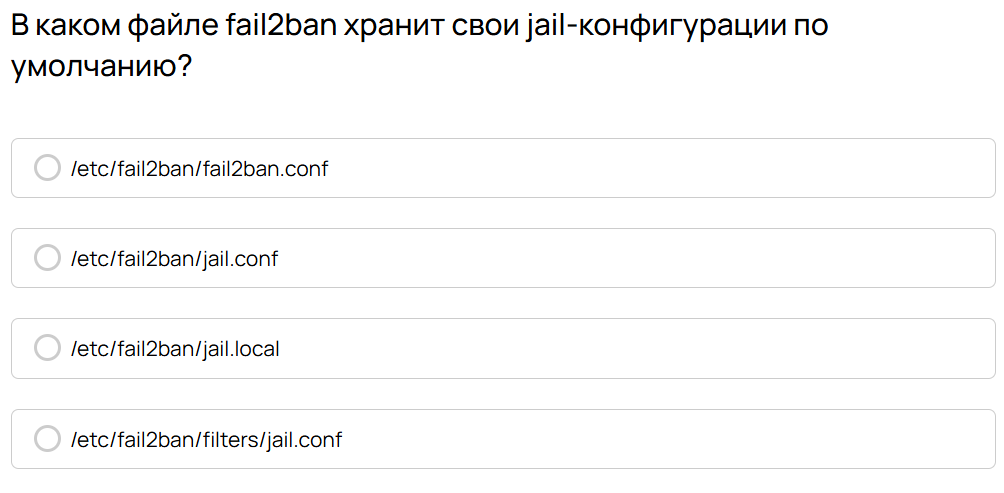 В каком файле fail2ban хранит свои jail-конфигурации по
умолчанию?
/etc/fail2ban/fail2ban.conf
/etc/fail2ban/jail.conf
/etc/fail2ban/jail.local
/etc/fail2ban/filters/jail.conf